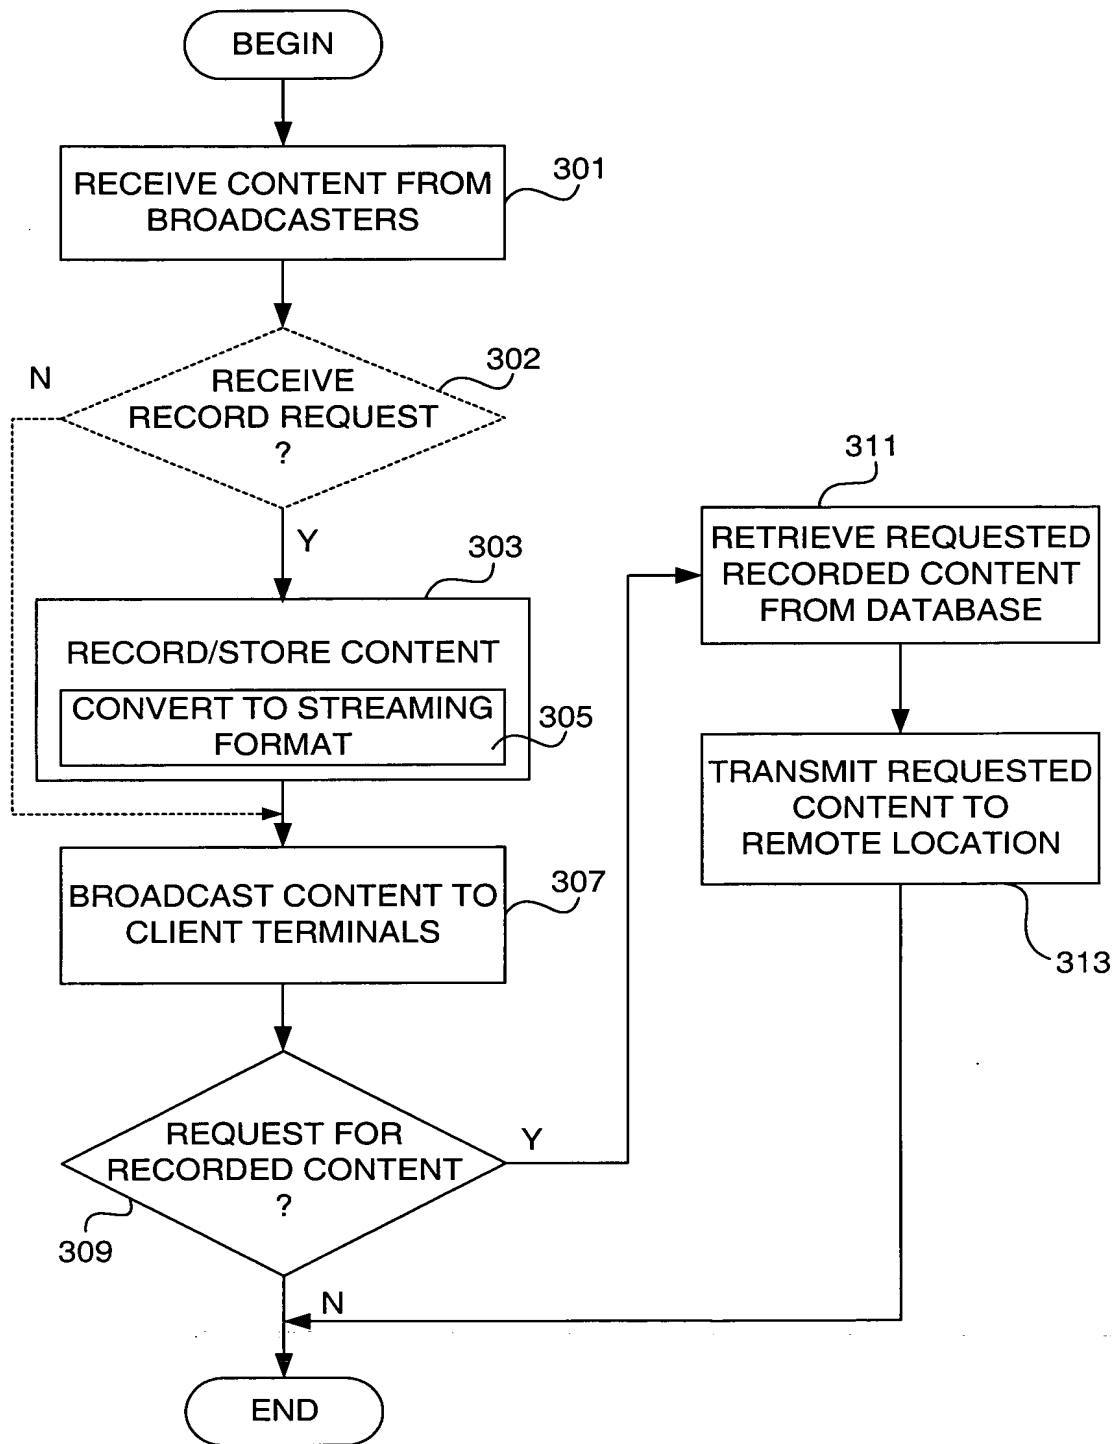 BEGIN
RECEIVE CONTENT FROM
BROADCASTERS
301
N
RECEIVE
RECORD REQUEST
?
302
Y
303
RECORD/STORE CONTENT
CONVERT TO STREAMING
FORMAT
305
BROADCAST CONTENT TO
CLIENT TERMINALS
307
REQUEST FOR
RECORDED CONTENT
?
Y
309
N
311
RETRIEVE REQUESTED
RECORDED CONTENT
FROM DATABASE
TRANSMIT REQUESTED
CONTENT TO
REMOTE LOCATION
313
END